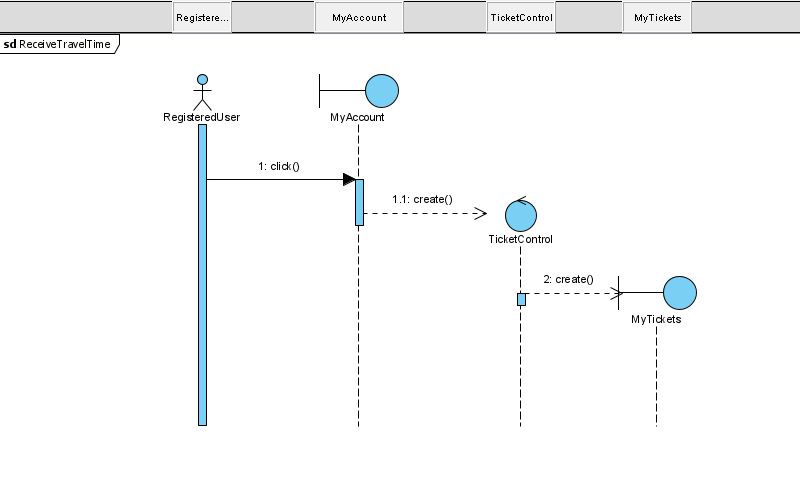 Registere... MyAccount TicketControl MyTickets
sd ReceiveTravelTime
RegisteredUser MyAccount
1: click()
1.1: create()
TicketControl
2: create()
MyTickets